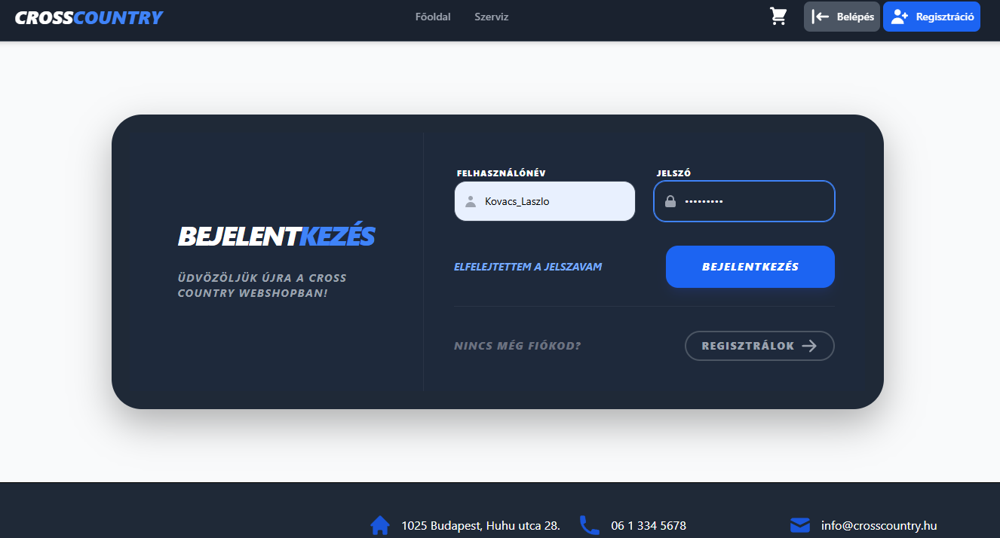 CROSSCOUNTRY
Főoldal
Szerviz
Belépés
Regisztráció
BEJELENTKEZÉS
ÜDVÖZÖLJÜK ÚJRA A CROSS
COUNTRY WEBSHOPBAN!
FELHASZNÁLÓNÉV
Kovacs_Laszlo
JELSZÓ
•••••••••
ELFELEJTETTEM A JELSZAVAM
BEJELENTKEZÉS
NINCS MÉG FIÓKOD?
REGISZTRÁLOK
1025 Budapest, Huhu utca 28.
06 1 334 5678
info@crosscountry.hu